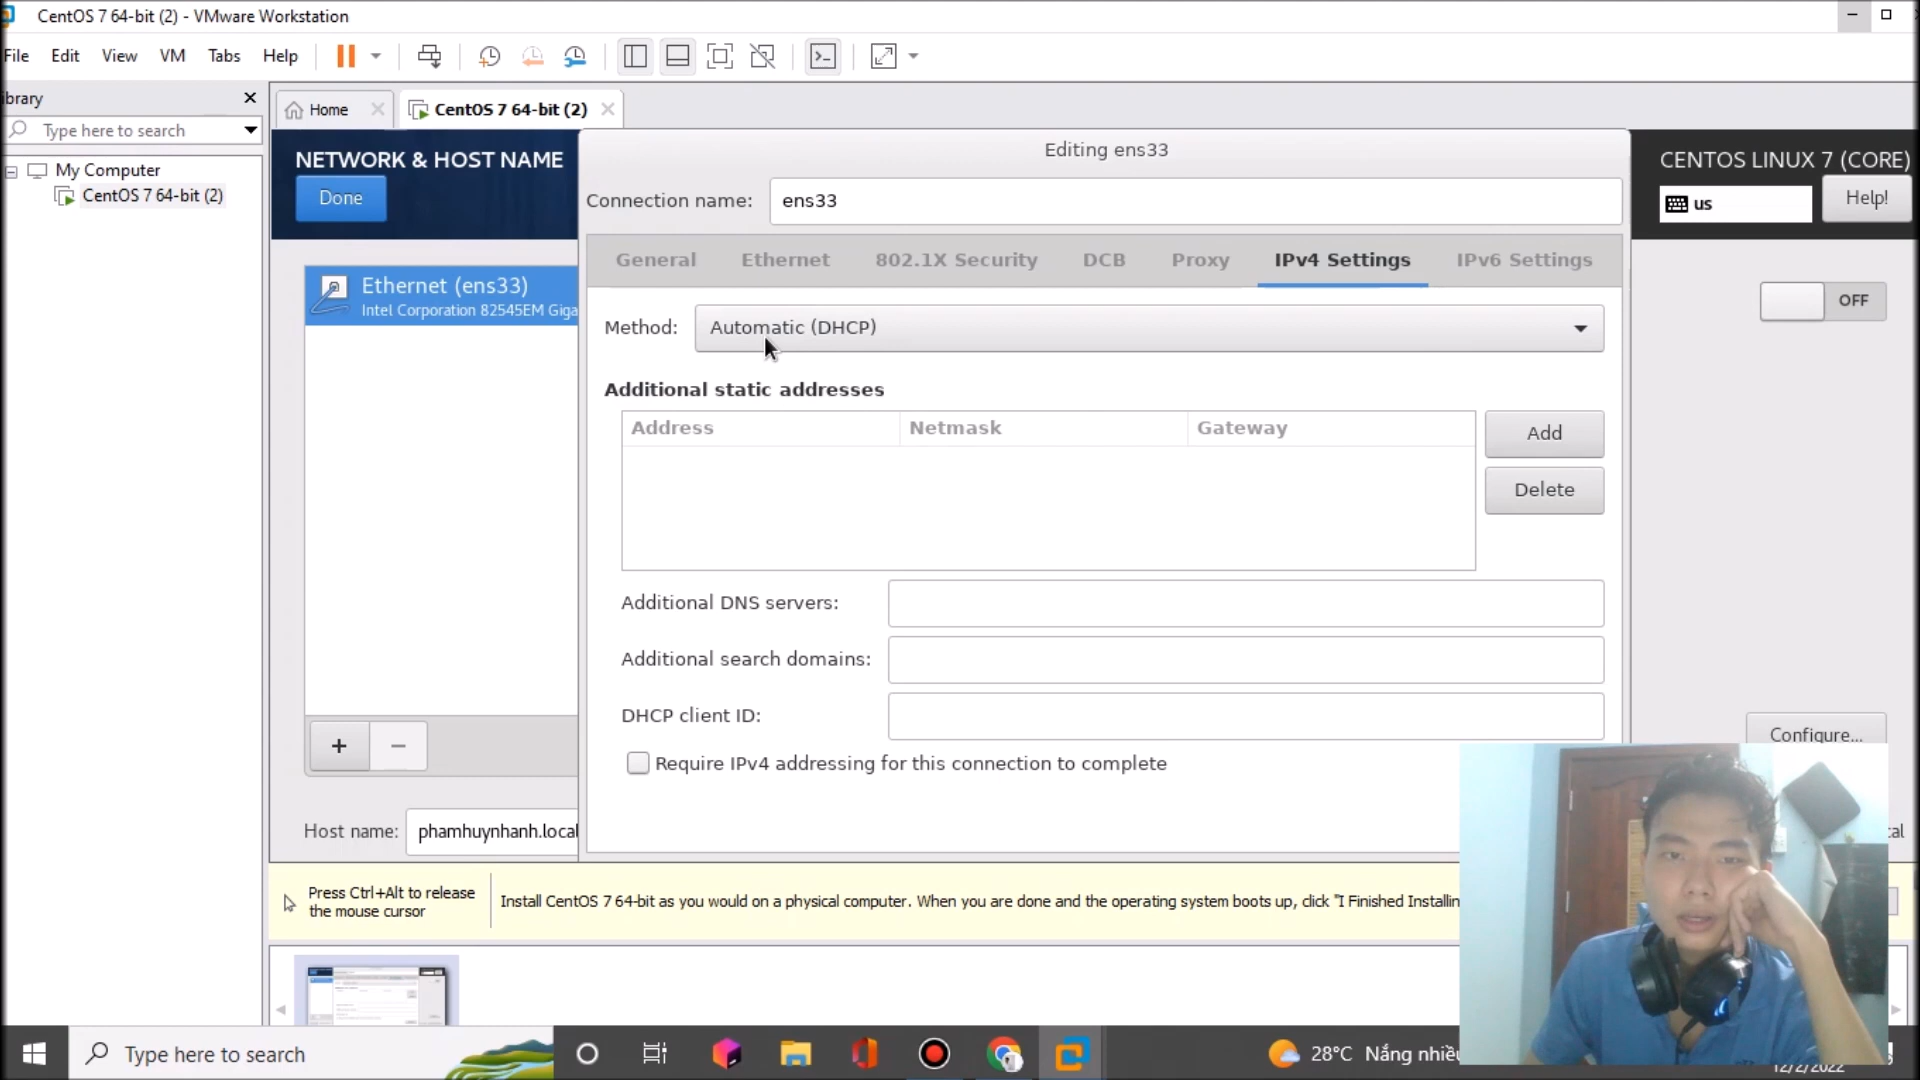 CentOS 7 64-bit (2) - VMware Workstation
File Edit View VM Tabs Help
ibrary
Home
CentOS 7 64-bit (2)
Type here to search
My Computer
CentOS 7 64-bit (2)
NETWORK & HOST NAME
Done
CENTOS LINUX 7 (CORE)
us
Help!
Editing ens33
Connection name: ens33
General Ethernet 802.1X Security DCB Proxy IPv4 Settings IPv6 Settings
Ethernet (ens33)
Intel Corporation 82545EM Giga
OFF
Method: Automatic (DHCP)
Additional static addresses
Address Netmask Gateway
Add
Delete
Additional DNS servers:
Additional search domains:
DHCP client ID:
Require IPv4 addressing for this connection to complete
+ −
Configure...
Host name: phamhuynhanh.local
al
Press Ctrl+Alt to release
the mouse cursor
Install CentOS 7 64-bit as you would on a physical computer. When you are done and the operating system boots up, click "I Finished Installin
Type here to search
28°C Nắng nhiều
12/2/2022